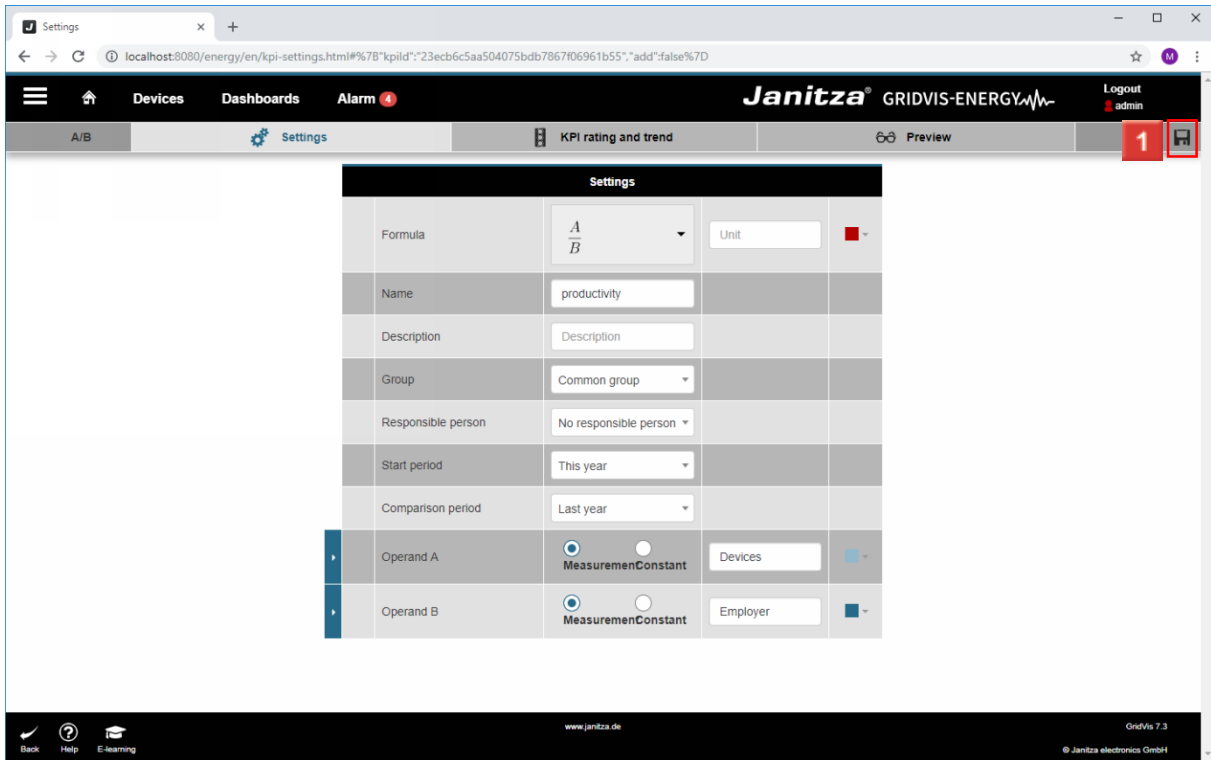 Settings
localhost:8080/energy/en/kpi-settings.html#%7B"kpiId":"23ecb6c5aa504075bdb7867f06961b55","add":false%7D
M
Devices Dashboards Alarm 4 Janitza® GRIDVIS-ENERGY Logout
admin
A/B Settings KPI rating and trend Preview 1
Settings
Formula A/B Unit
Name productivity
Description Description
Group Common group
Responsible person No responsible person
Start period This year
Comparison period Last year
Operand A MeasuremenConstant Devices
Operand B MeasuremenConstant Employer
www.janitza.de GridVis 7.3
Back Help E-learning © Janitza electronics GmbH